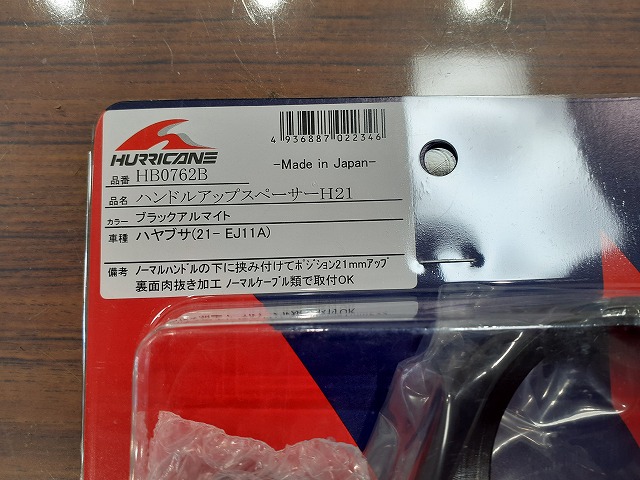 4936887022346
HURRICANE
-Made in Japan-
品番 HB0762B
品名 ハンドルアップスペーサーH21
カラー ブラックアルマイト
車種 ハヤブサ(21- EJ11A)
備考 ノーマルハンドルの下に挟み付けてポジション21mmアップ
裏面肉抜き加工 ノーマルケーブル類で取付OK